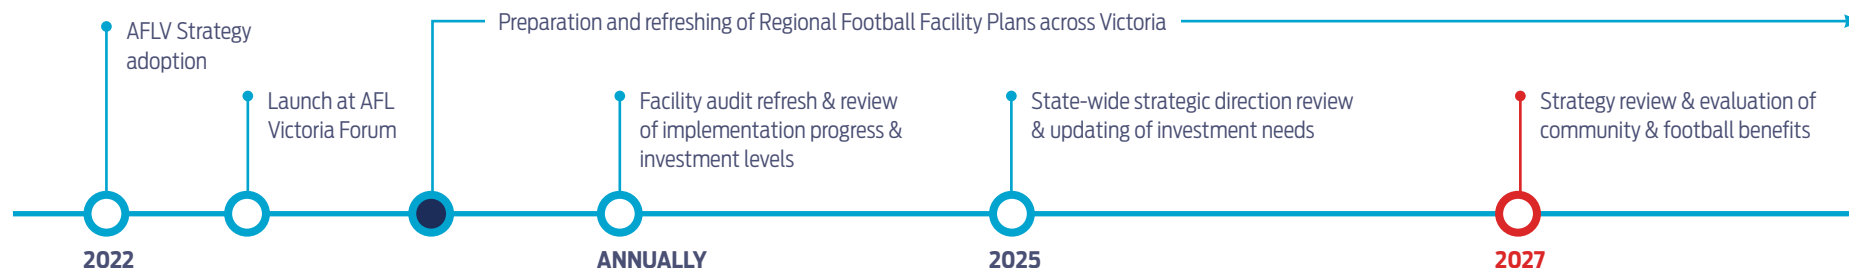 AFLV Strategy
adoption
Launch at AFL
Victoria Forum
Preparation and refreshing of Regional Football Facility Plans across Victoria
Facility audit refresh & review
of implementation progress &
investment levels
State-wide strategic direction review
& updating of investment needs
Strategy review & evaluation of
community & football benefits
2022
ANNUALLY
2025
2027